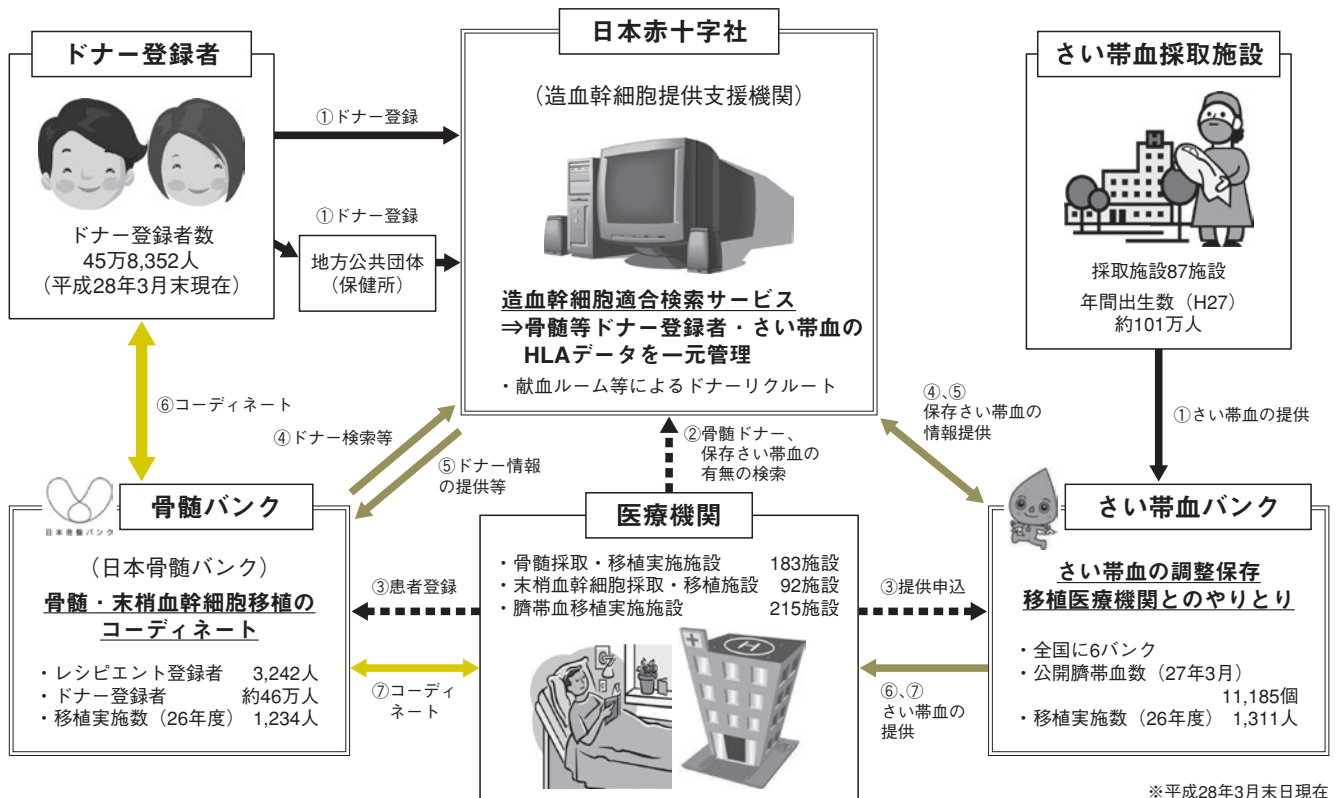 ドナー登録者
ドナー登録者数
45万8,352人
(平成28年3月末現在)
①ドナー登録
①ドナー登録
地方公共団体
(保健所)
日本赤十字社
(造血幹細胞提供支援機関)
造血幹細胞適合検索サービス
⇒骨髄等ドナー登録者・さい帯血の
HLAデータを一元管理
・献血ルーム等によるドナーリクルート
さい帯血採取施設
H
採取施設87施設
年間出生数(H27)
約101万人
⑥コーディネート
④ドナー検索等
⑤ドナー情報
の提供等
②骨髄ドナー、
保存さい帯血の
有無の検索
④、⑤
保存さい帯血の
情報提供
①さい帯血の提供
日本骨髄バンク
骨髄バンク
(日本骨髄バンク)
骨髄・末梢血幹細胞移植の
コーディネート
・レシピエント登録者 3,242人
・ドナー登録者 約46万人
・移植実施数(26年度) 1,234人
③患者登録
⑦コーディ
ネート
医療機関
・骨髄採取・移植実施施設 183施設
・末梢血幹細胞採取・移植施設 92施設
・臍帯血移植実施施設 215施設
H
③提供申込
⑥、⑦
さい帯血の
提供
さい帯血バンク
さい帯血の調整保存
移植医療機関とのやりとり
・全国に6バンク
・公開臍帯血数(27年3月)
11,185個
・移植実施数(26年度) 1,311人
※平成28年3月末日現在